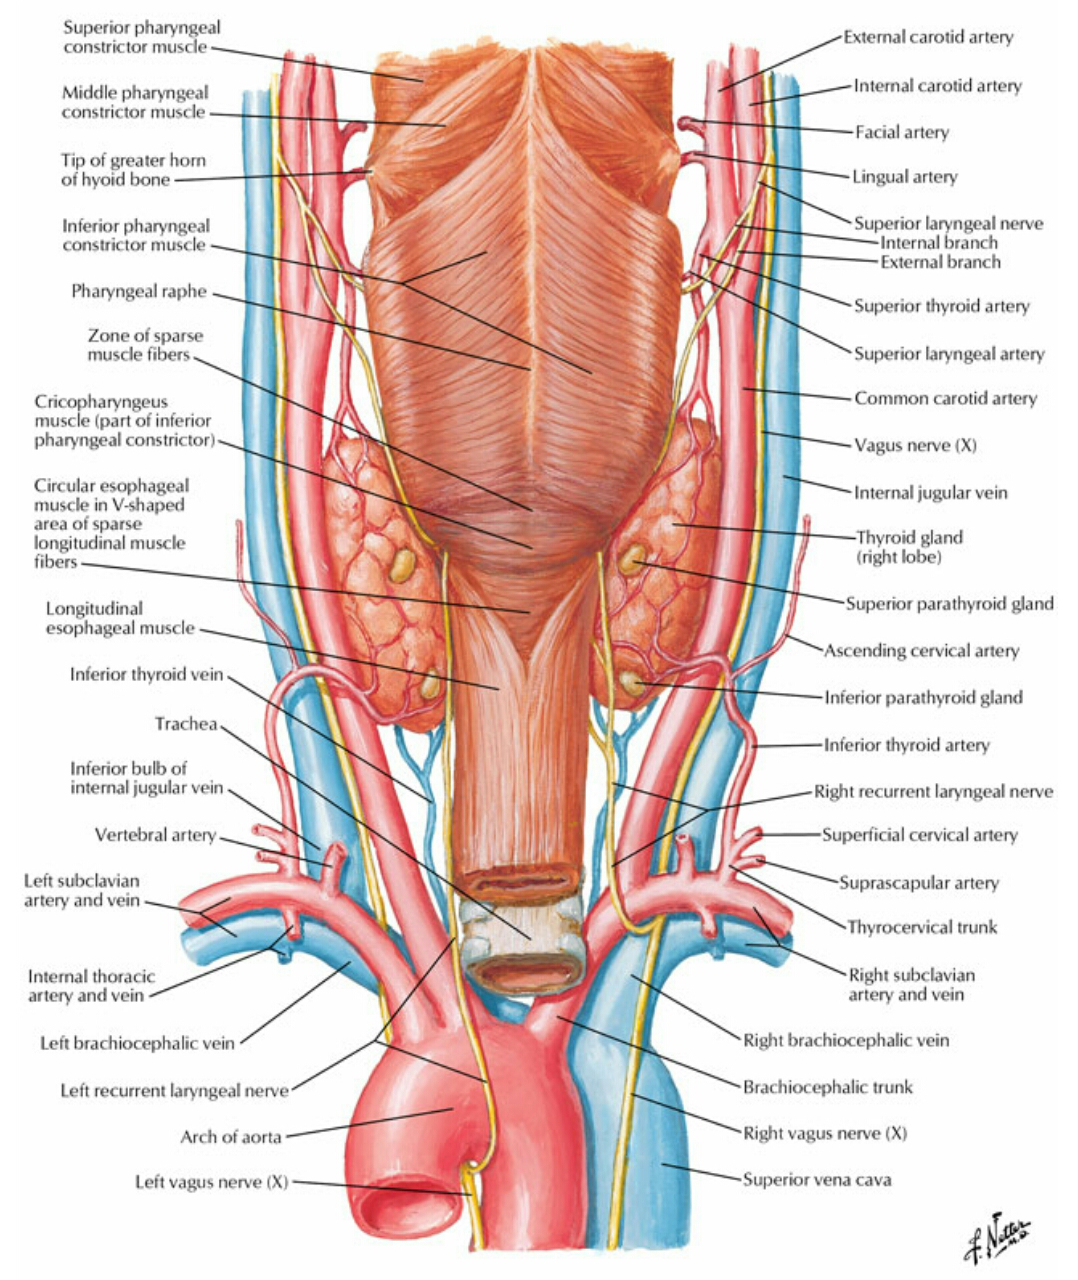 Superior pharyngeal
constrictor muscle
Middle pharyngeal
constrictor muscle
Tip of greater horn
of hyoid bone
Inferior pharyngeal
constrictor muscle
Pharyngeal raphe
Zone of sparse
muscle fibers
Cricopharyngeus
muscle (part of inferior
pharyngeal constrictor)
Circular esophageal
muscle in V-shaped
area of sparse
longitudinal muscle
fibers
Longitudinal
esophageal muscle
Inferior thyroid vein
Trachea
Inferior bulb of
internal jugular vein
Vertebral artery
Left subclavian
artery and vein
Internal thoracic
artery and vein
Left brachiocephalic vein
Left recurrent laryngeal nerve
Arch of aorta
Left vagus nerve (X)
External carotid artery
Internal carotid artery
Facial artery
Lingual artery
Superior laryngeal nerve
Internal branch
External branch
Superior thyroid artery
Superior laryngeal artery
Common carotid artery
Vagus nerve (X)
Internal jugular vein
Thyroid gland
(right lobe)
Superior parathyroid gland
Ascending cervical artery
Inferior parathyroid gland
Inferior thyroid artery
Right recurrent laryngeal nerve
Superficial cervical artery
Suprascapular artery
Thyrocervical trunk
Right subclavian
artery and vein
Right brachiocephalic vein
Brachiocephalic trunk
Right vagus nerve (X)
Superior vena cava
F. Netter
M.D.